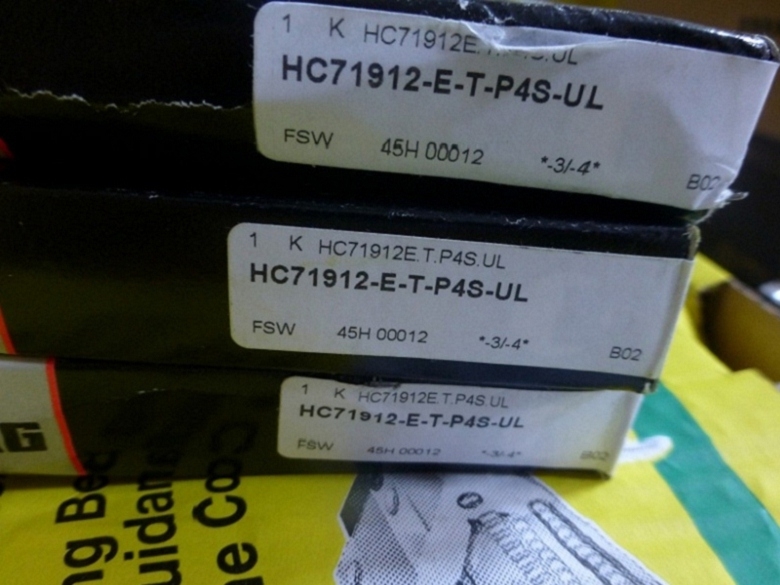 1 K HC71912E.T.P4S.UL
HC71912-E-T-P4S-UL
FSW 45H 00012 *-3/-4* B02
1 K HC71912E.T.P4S.UL
HC71912-E-T-P4S-UL
FSW 45H 00012 *-3/-4* B02
1 K HC71912E.T.P4S.UL
HC71912-E-T-P4S-UL
FSW 45H 00012 *-3/-4* B02